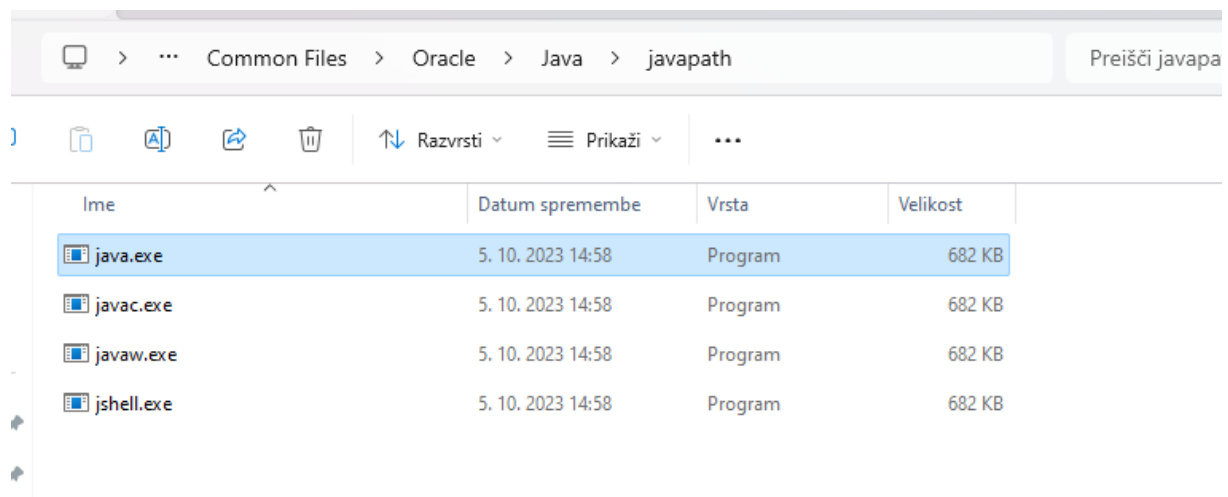 ··· Common Files > Oracle > Java > javapath
Preišči javapa
Razvrsti
Prikaži
Ime Datum spremembe Vrsta Velikost
java.exe 5. 10. 2023 14:58 Program 682 KB
javac.exe 5. 10. 2023 14:58 Program 682 KB
javaw.exe 5. 10. 2023 14:58 Program 682 KB
jshell.exe 5. 10. 2023 14:58 Program 682 KB